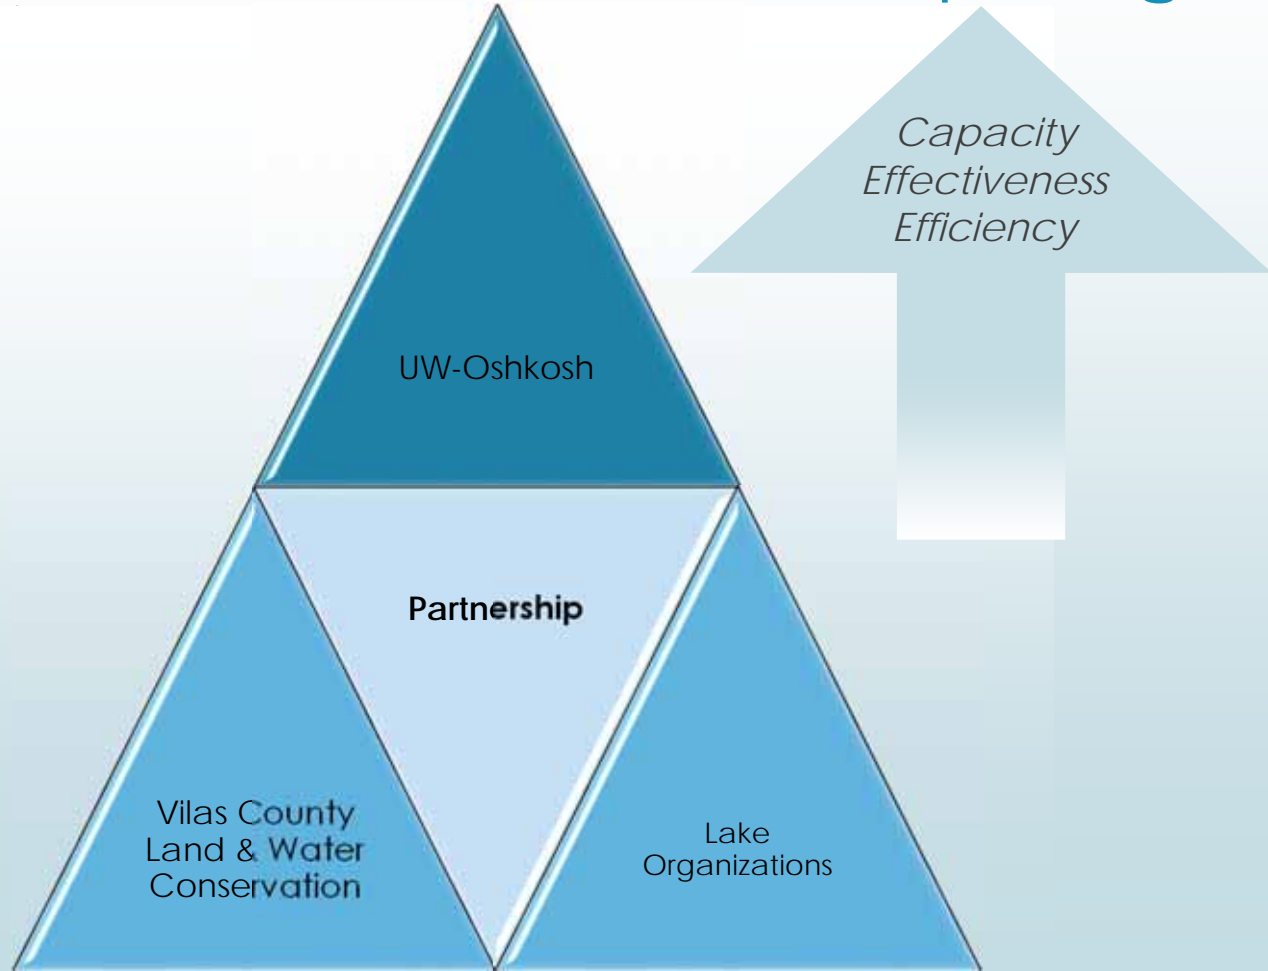 Capacity
Effectiveness
Efficiency
UW-Oshkosh
Partnership
Vilas County
Land & Water
Conservation
Lake
Organizations